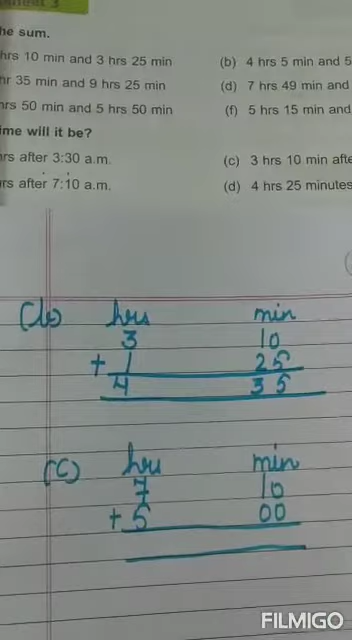 he sum.
hrs 10 min and 3 hrs 25 min (b) 4 hrs 5 min and 5
hr 35 min and 9 hrs 25 min (d) 7 hrs 49 min and
hrs 50 min and 5 hrs 50 min (f) 5 hrs 15 min and
ime will it be?
rs after 3:30 a.m. (c) 3 hrs 10 min afte
rs after 7:10 a.m. (d) 4 hrs 25 minutes
(b) hrs min
3 10
+ 1 25
4 35
(c) hrs min
7 10
+ 5 00
FILMIGO